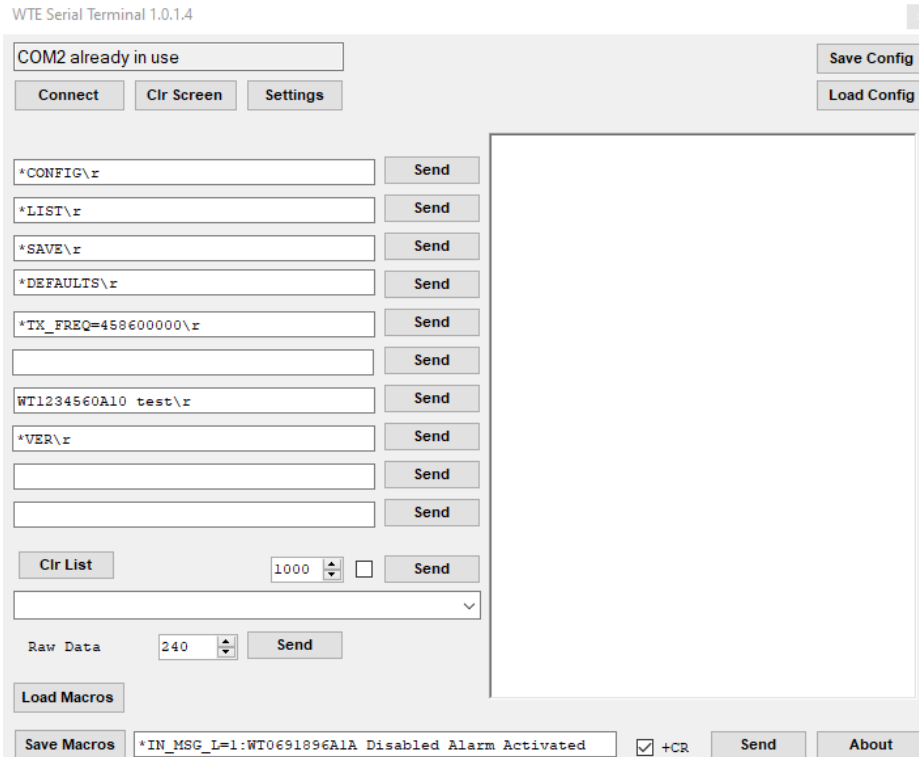 WTE Serial Terminal 1.0.1.4
COM2 already in use
Save Config
Connect Clr Screen Settings
Load Config
*CONFIG\r Send
*LIST\r Send
*SAVE\r Send
*DEFAULTS\r Send
*TX_FREQ=458600000\r Send
Send
WT1234560A10 test\r Send
*VER\r Send
Send
Send
Clr List 1000 Send
Raw Data 240 Send
Load Macros
Save Macros *IN_MSG_L=1:WT0691896A1A Disabled Alarm Activated +CR Send About